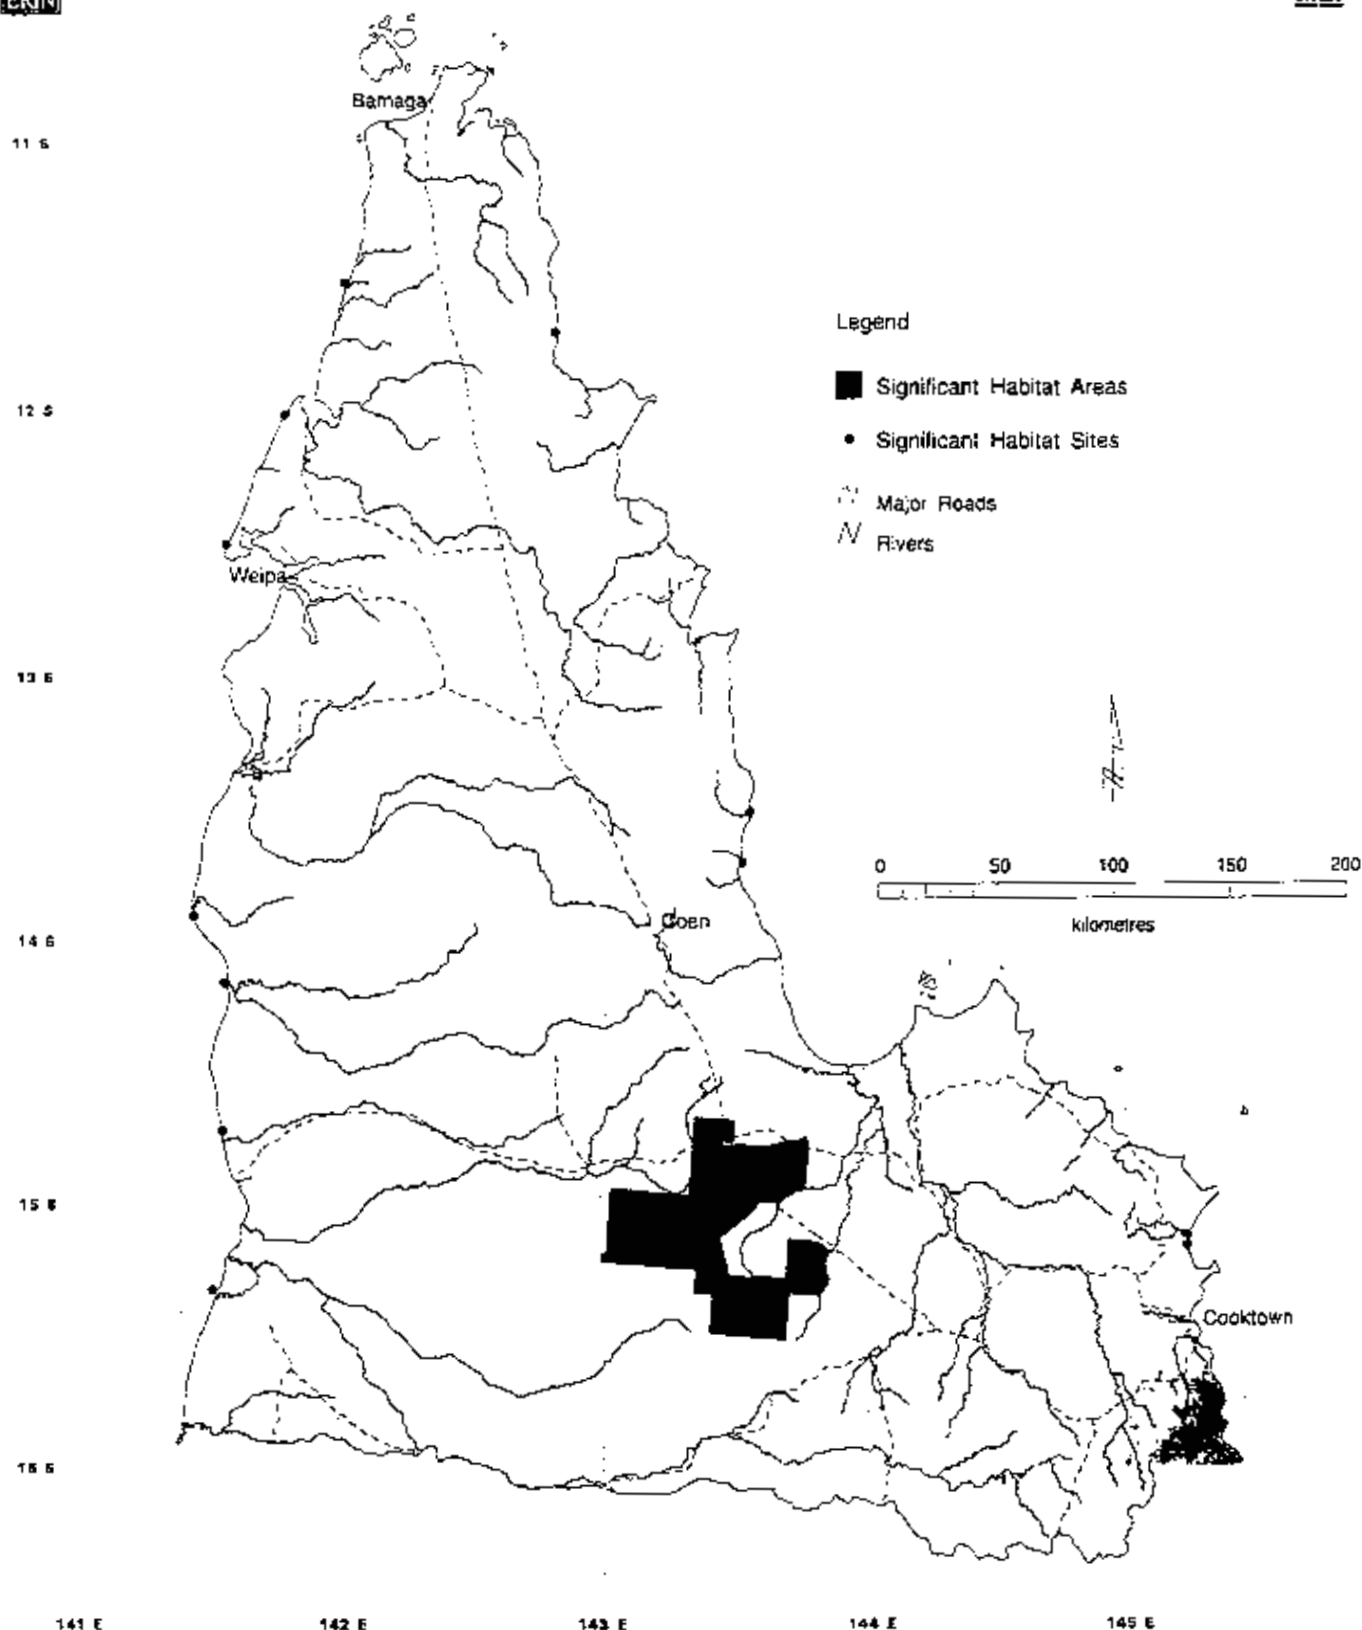 ERIN
Bamaga
11 S
Legend
Significant Habitat Areas
12 S
Significant Habitat Sites
Major Roads
Rivers
Weipa
13 S
0 50 100 150 200
kilometres
Coen
14 S
15 S
Cooktown
16 S
141 E 142 E 143 E 144 E 145 E